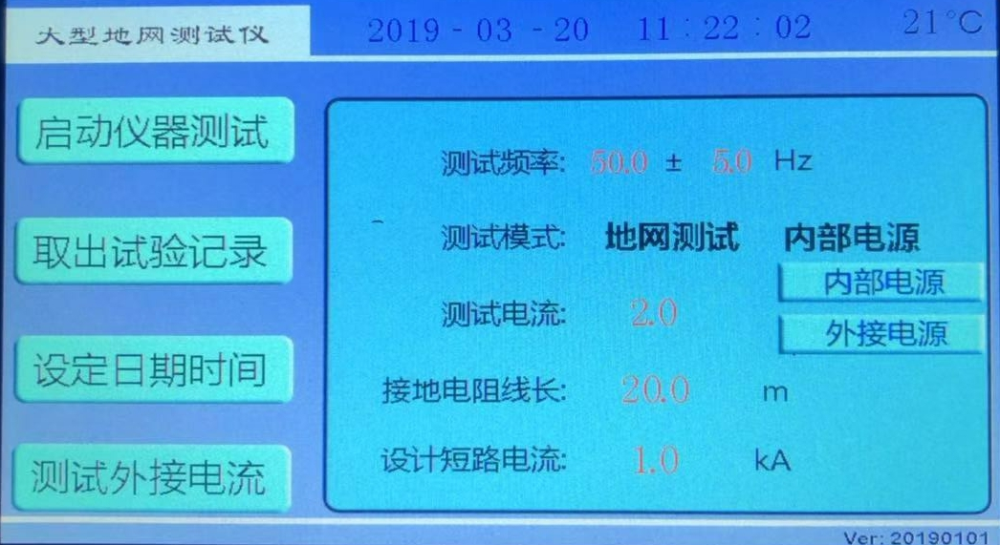 大型地网测试仪 2019 - 03 - 20 11 : 22 : 02 21°C
启动仪器测试
取出试验记录
设定日期时间
测试外接电流
测试频率: 50.0 ± 5.0 Hz
测试模式: 地网测试 内部电源
内部电源
外接电源
测试电流: 2.0
接地电阻线长: 20.0 m
设计短路电流: 1.0 kA
Ver: 20190101